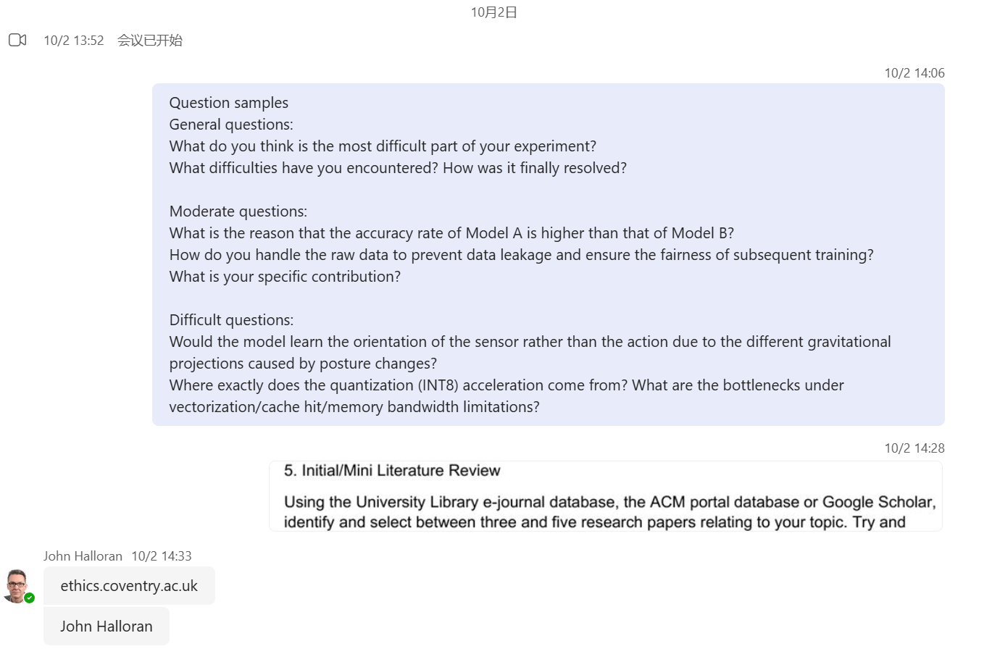 10月2日
10/2 13:52 会议已开始
10/2 14:06
Question samples
General questions:
What do you think is the most difficult part of your experiment?
What difficulties have you encountered? How was it finally resolved?
Moderate questions:
What is the reason that the accuracy rate of Model A is higher than that of Model B?
How do you handle the raw data to prevent data leakage and ensure the fairness of subsequent training?
What is your specific contribution?
Difficult questions:
Would the model learn the orientation of the sensor rather than the action due to the different gravitational
projections caused by posture changes?
Where exactly does the quantization (INT8) acceleration come from? What are the bottlenecks under
vectorization/cache hit/memory bandwidth limitations?
10/2 14:28
5. Initial/Mini Literature Review
Using the University Library e-journal database, the ACM portal database or Google Scholar,
identify and select between three and five research papers relating to your topic. Try and
John Halloran 10/2 14:33
ethics.coventry.ac.uk
John Halloran